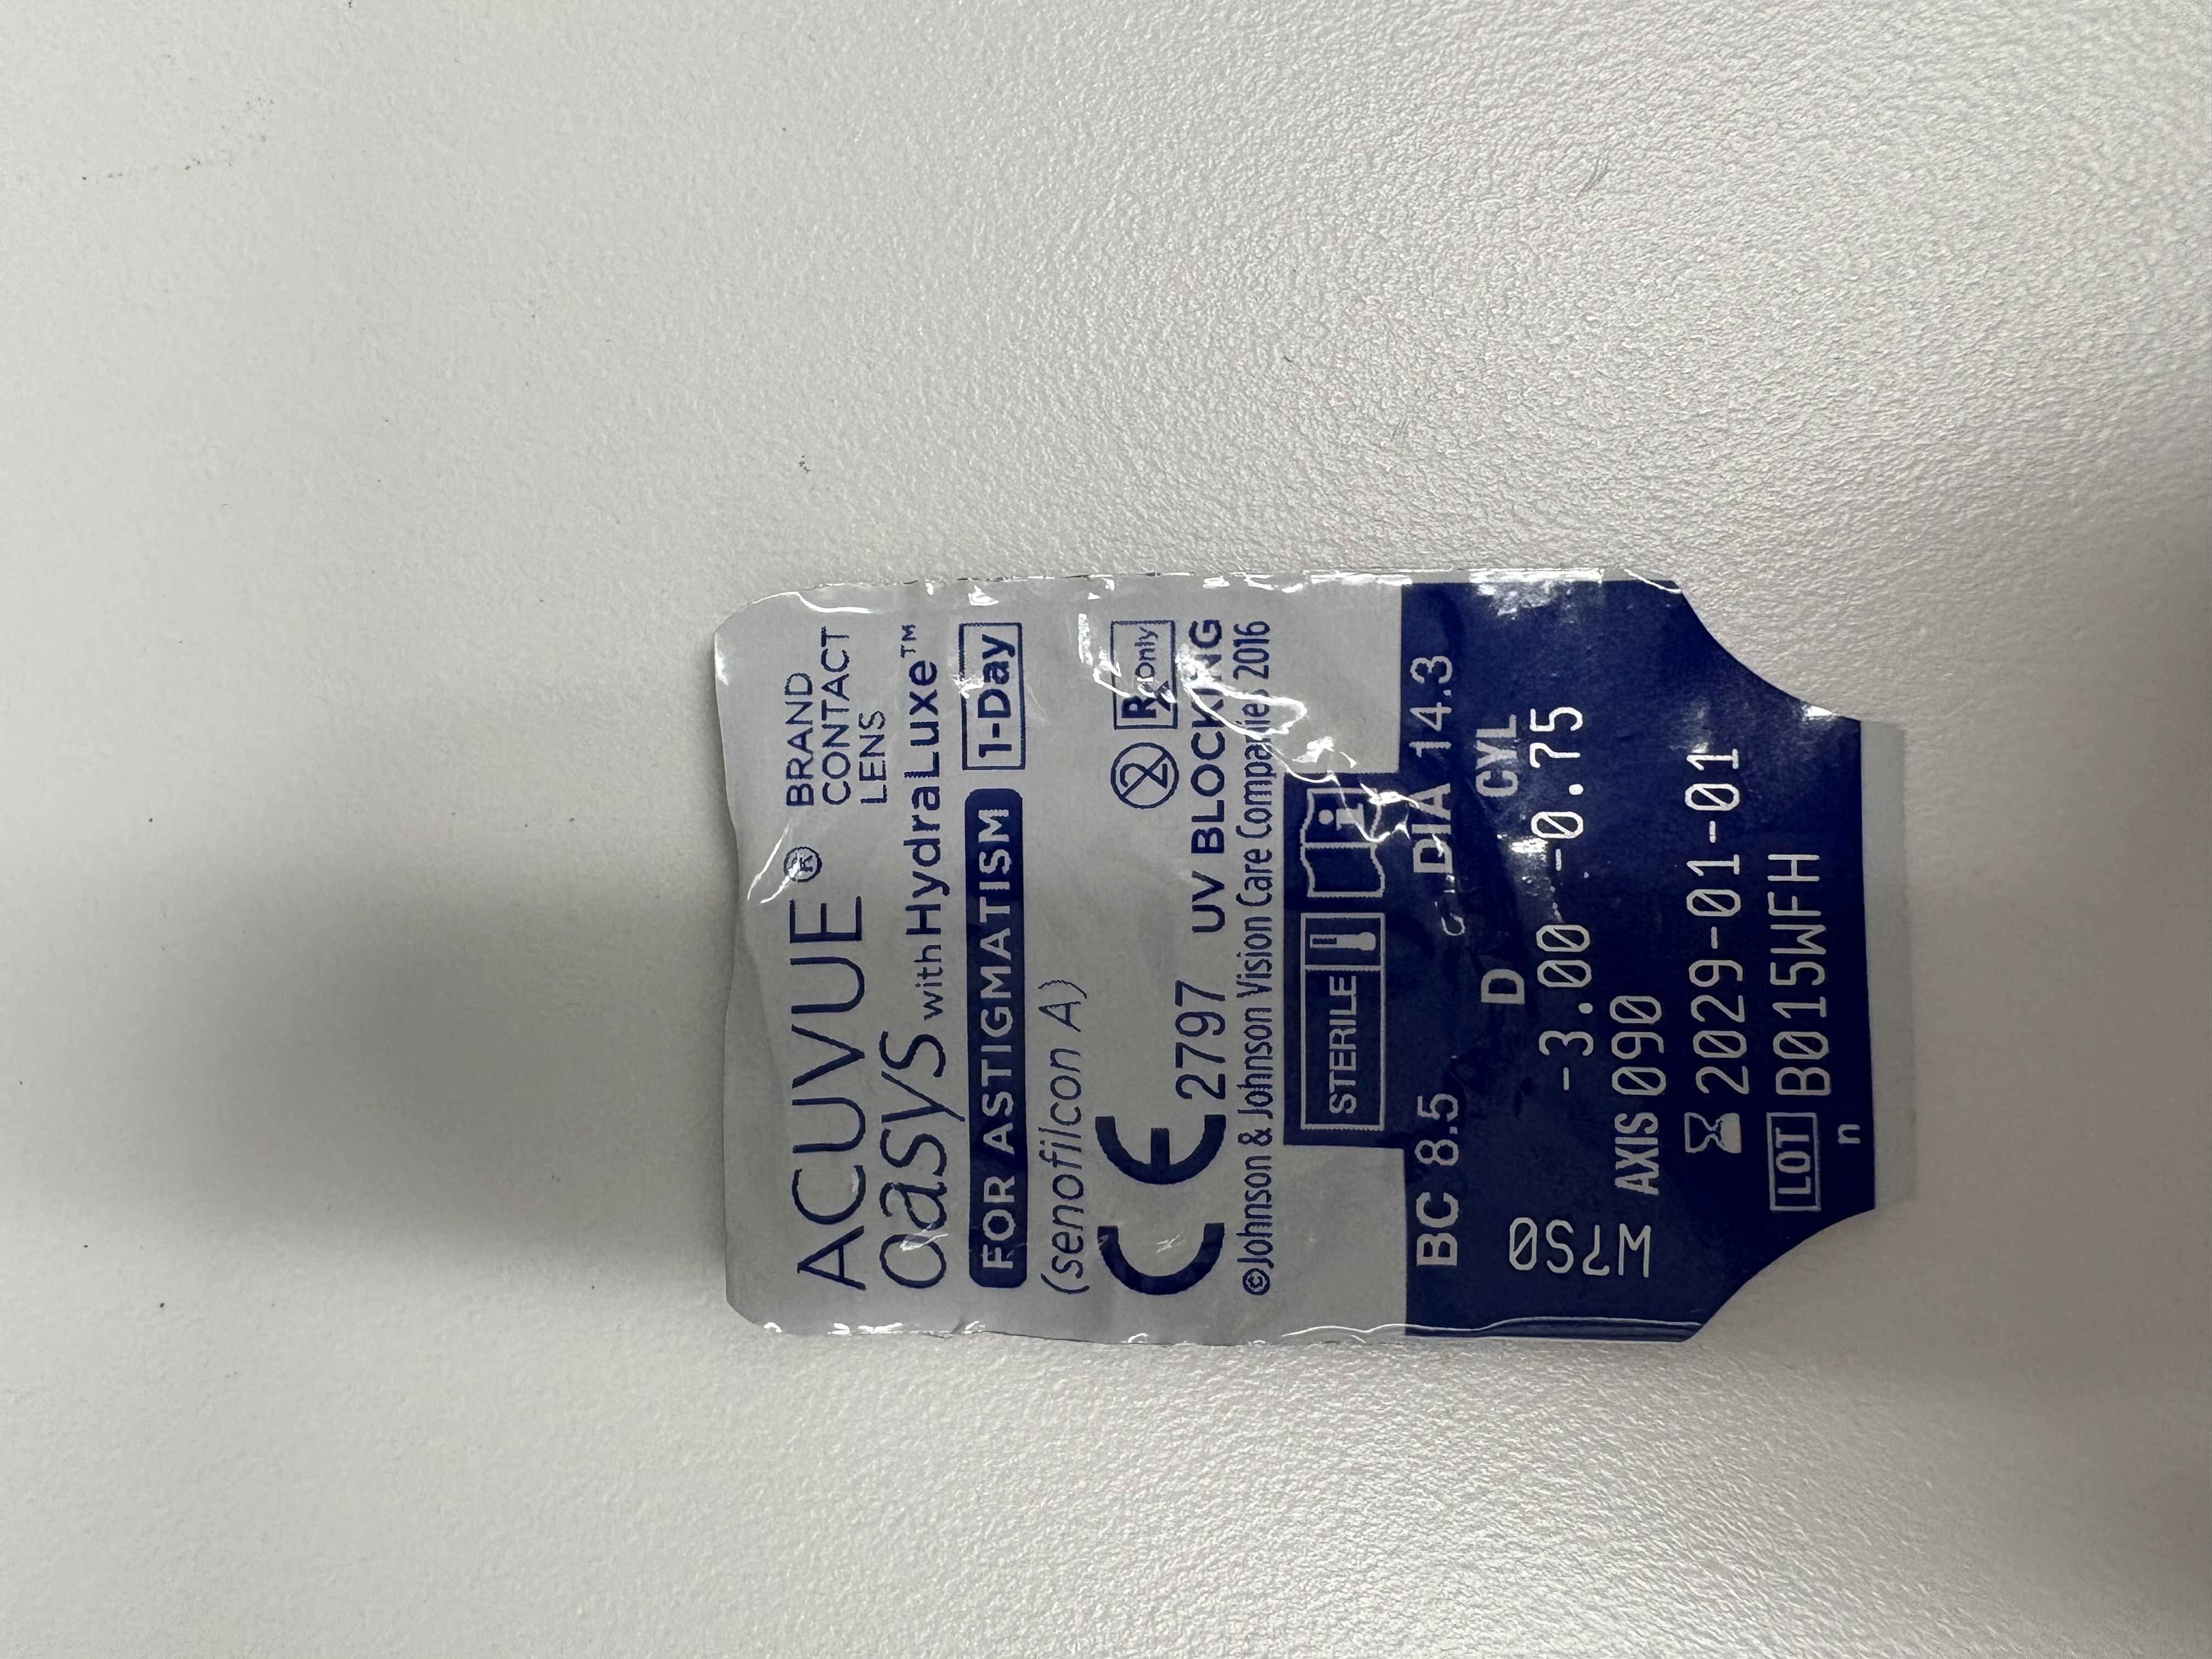 ACUVUE® BRAND CONTACT LENS
oasys with HydraLuxe™
FOR ASTIGMATISM 1-Day
(senofilcon A)
CE 2797
2 Rx Only
UV BLOCKING
©Johnson & Johnson Vision Care Companies 2016
STERILE i
BC 8.5 DIA 14.3
D CYL
-3.00 -0.75
W7S0
AXIS 090
2029-01-01
LOT B015WFH
n